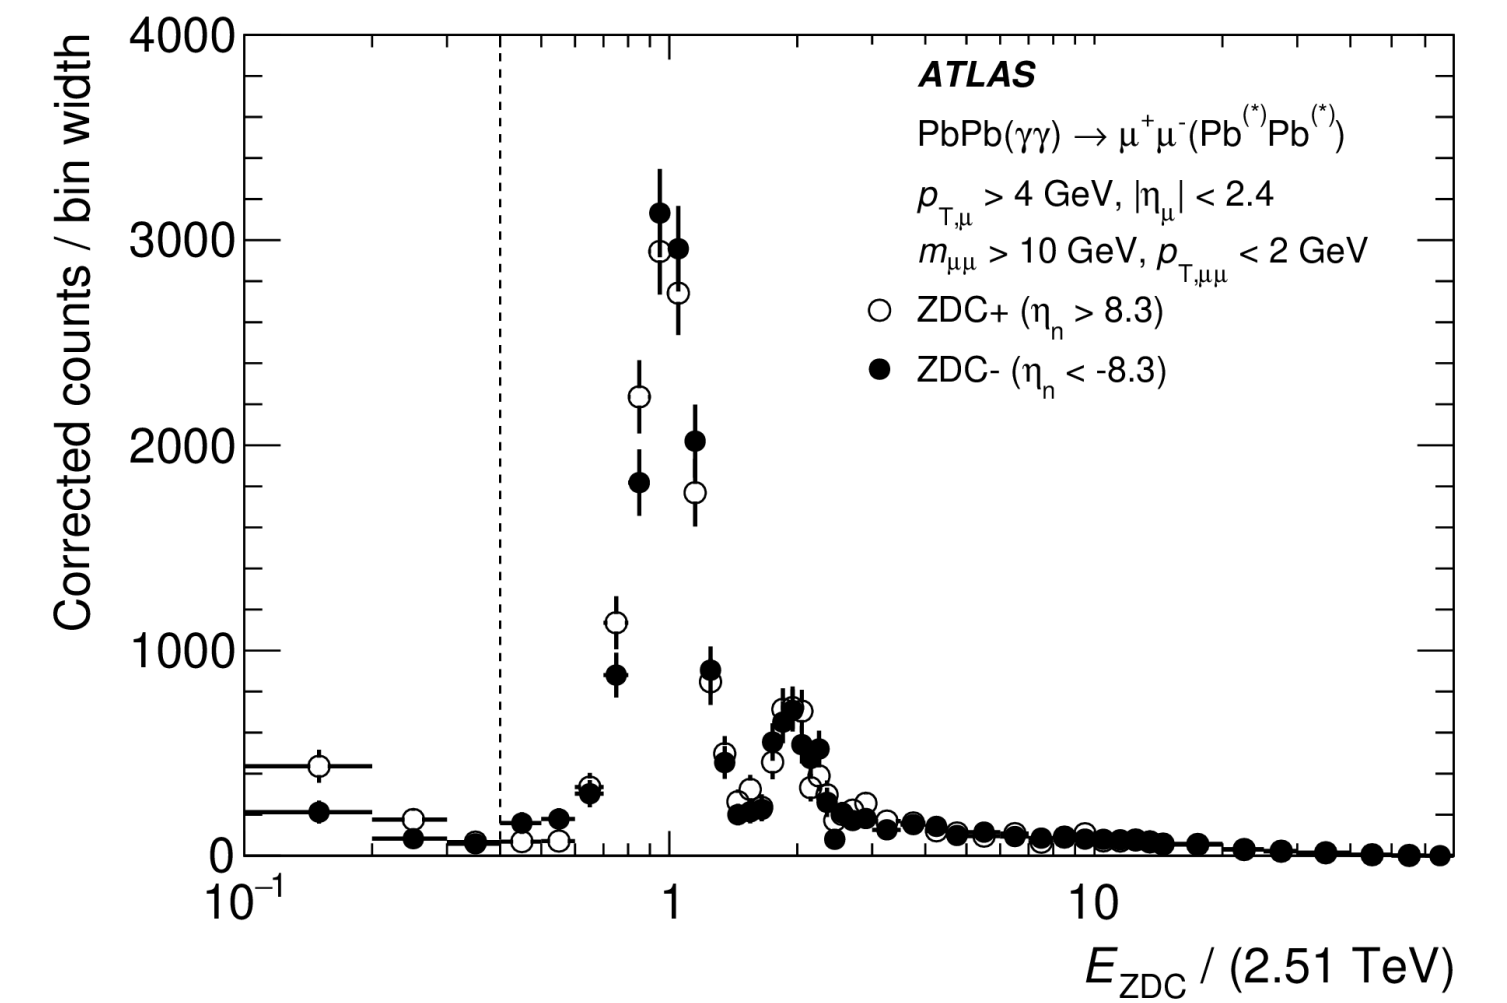 4000
3000
2000
1000
0
Corrected counts / bin width
ATLAS
PbPb(γγ) → μ⁺μ⁻(Pb⁽*⁾Pb⁽*⁾)
p_T,μ > 4 GeV, |η_μ| < 2.4
m_μμ > 10 GeV, p_T,μμ < 2 GeV
ZDC+ (η_n > 8.3)
ZDC- (η_n < -8.3)
10⁻¹ 1 10
E_ZDC / (2.51 TeV)